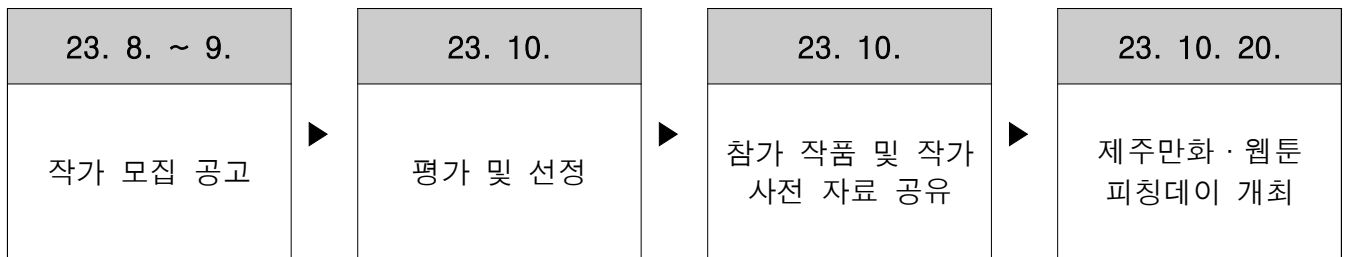 23. 8. ~ 9.
작가 모집 공고
▶
23. 10.
평가 및 선정
▶
23. 10.
참가 작품 및 작가
사전 자료 공유
▶
23. 10. 20.
제주만화·웹툰
피칭데이 개최